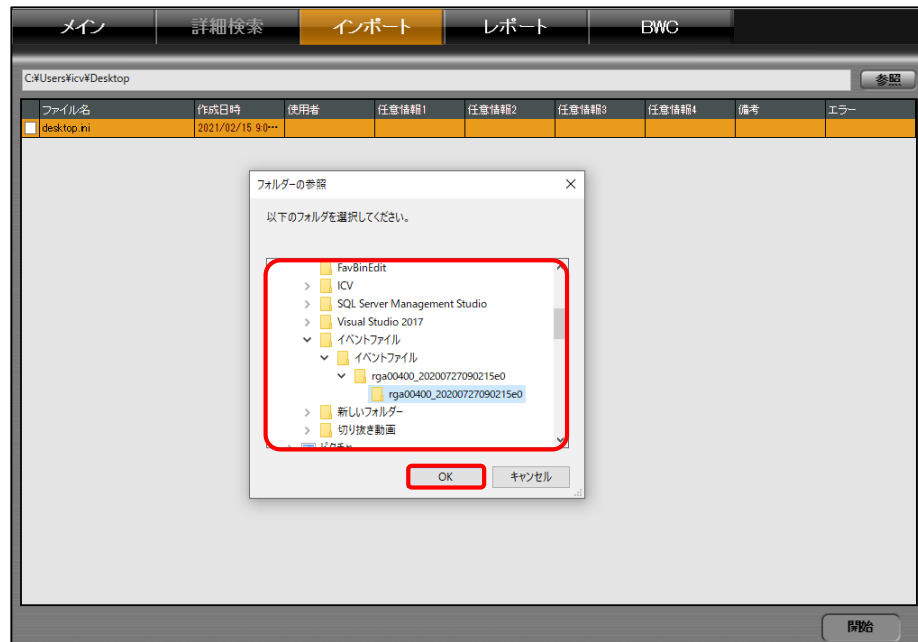 メイン 詳細検索 インポート レポート BWC
C:¥Users¥icv¥Desktop 参照
ファイル名 作成日時 使用者 任意情報1 任意情報2 任意情報3 任意情報4 備考 エラー
desktop.ini 2021/02/15 9:0…
フォルダーの参照
以下のフォルダを選択してください。
FavBinEdit
ICV
SQL Server Management Studio
Visual Studio 2017
イベントファイル
イベントファイル
rga00400_20200727090215e0
rga00400_20200727090215e0
新しいフォルダー
切り抜き動画
OK キャンセル
開始